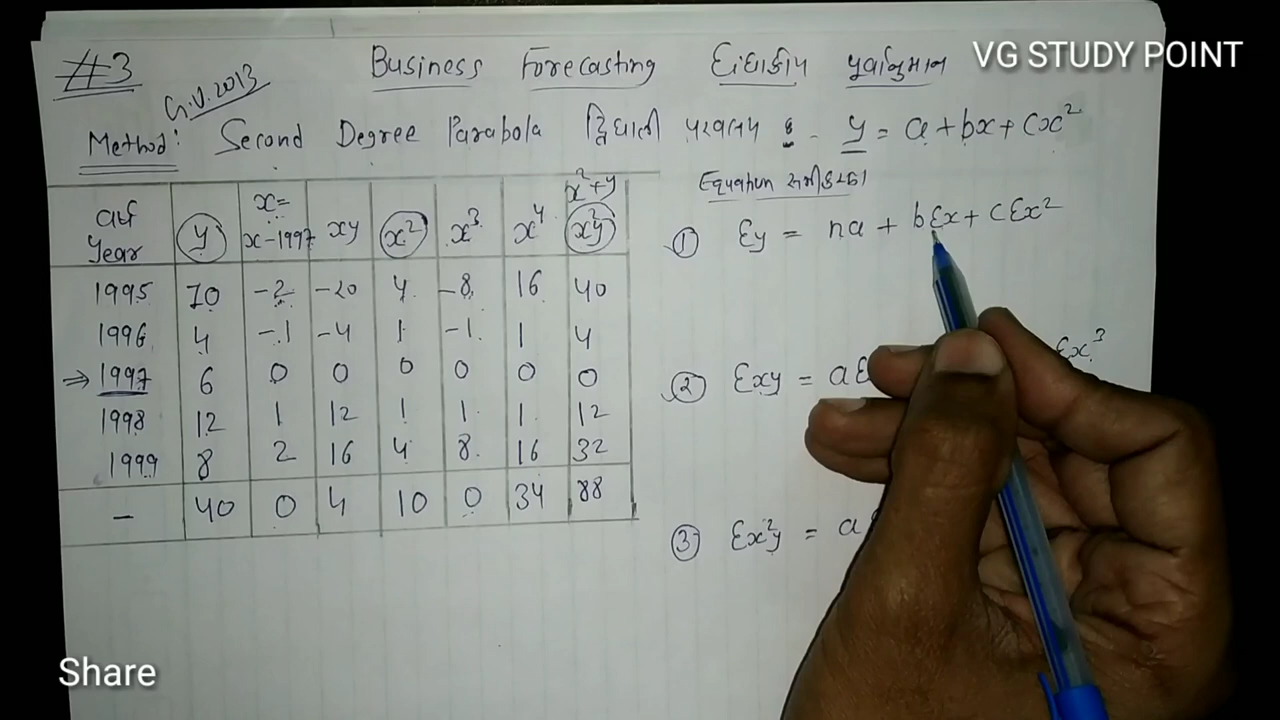 VG STUDY POINT
#3 Business Forecasting ધંધાકીય પૂર્વાનુમાન
G.U. 2013
Method: Second Degree Parabola દ્વિઘાતી પરવલય : - y = a + bx + cx²
વર્ષ Year y x= x-1997 xy x² x³ x⁴ x²+y x²y
1995 70 -2 -20 4 -8 16 40
1996 4 -1 -4 1 -1 1 4
⇒ 1997 6 0 0 0 0 0 0
1998 12 1 12 1 1 1 12
1999 8 2 16 4 8 16 32
- 40 0 4 10 0 34 88
Equation સમીકરણ
① Σy = na + bΣx + cΣx²
② Σxy = aΣ Σx³
③ Σx²y = a
Share